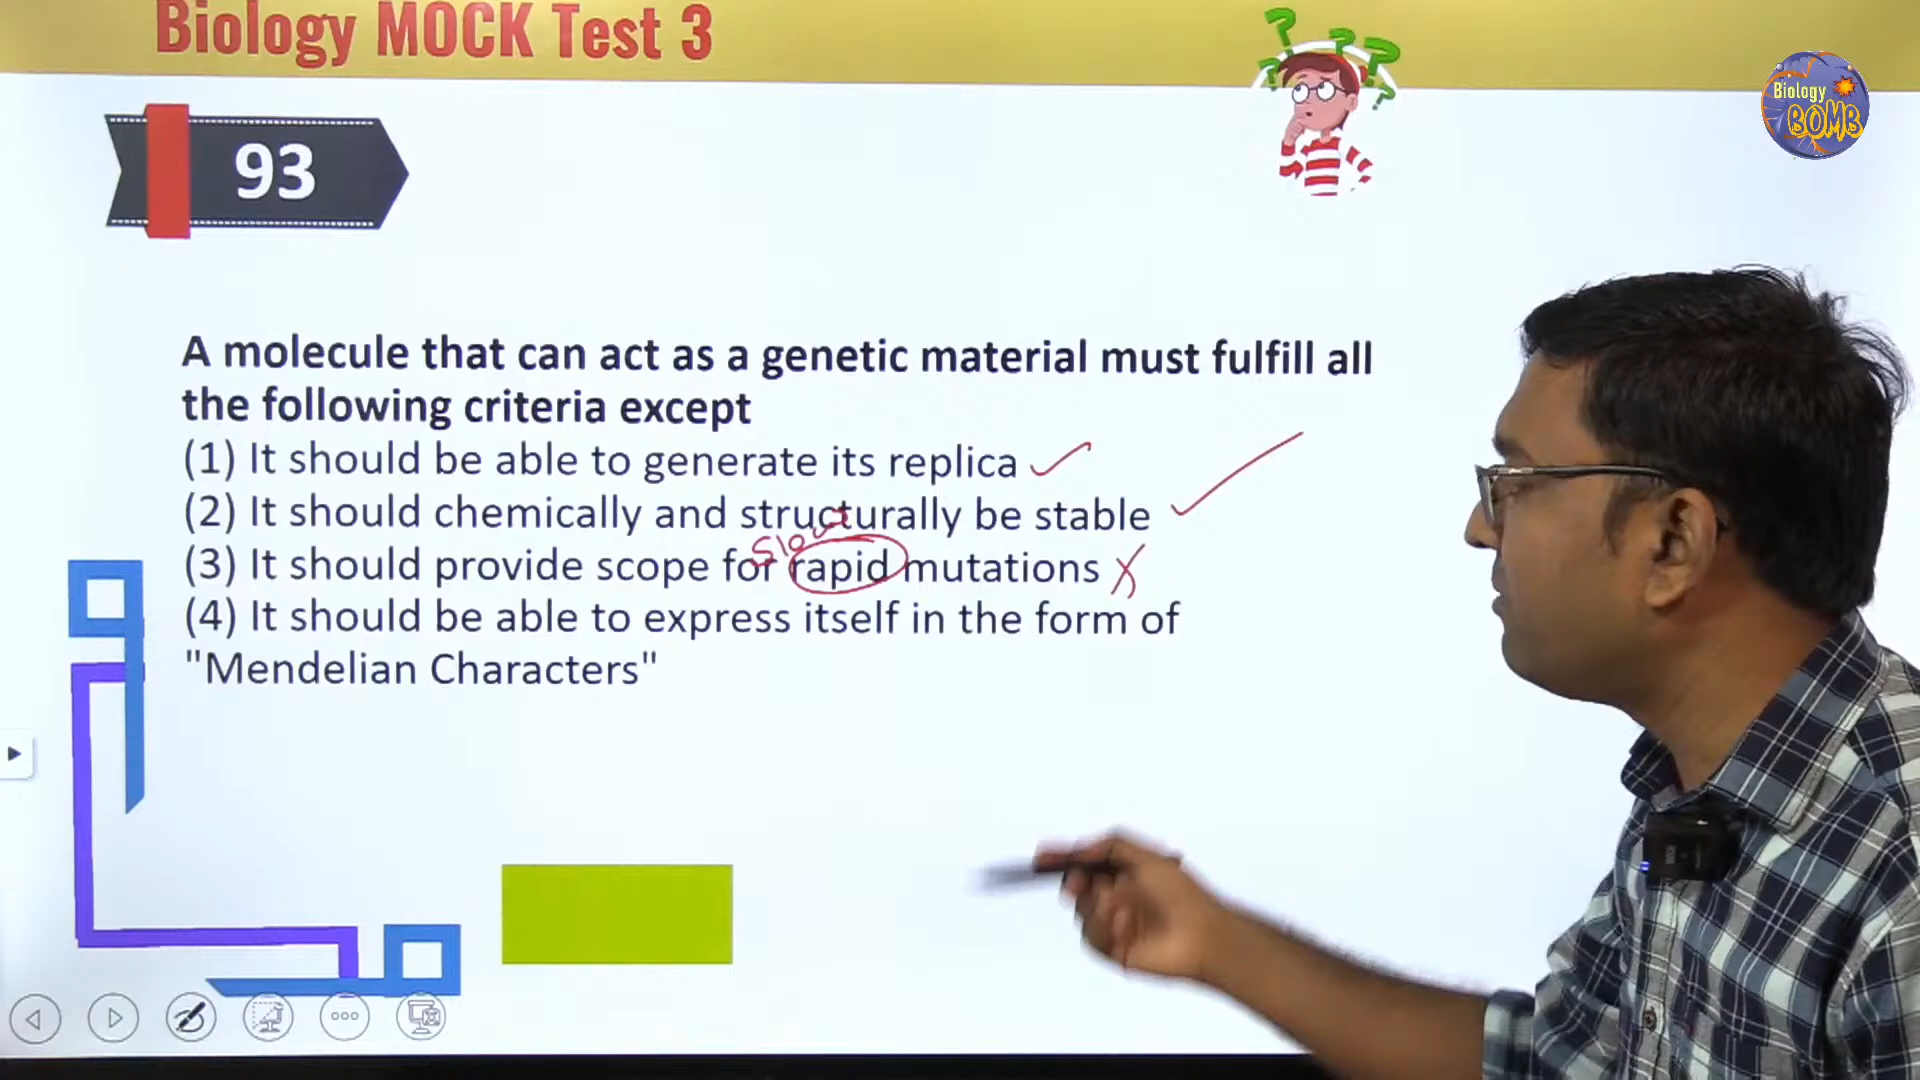 Biology MOCK Test 3
Biology
BOMB
93
A molecule that can act as a genetic material must fulfill all
the following criteria except
(1) It should be able to generate its replica
(2) It should chemically and structurally be stable
slow
(3) It should provide scope for rapid mutations
(4) It should be able to express itself in the form of
"Mendelian Characters"